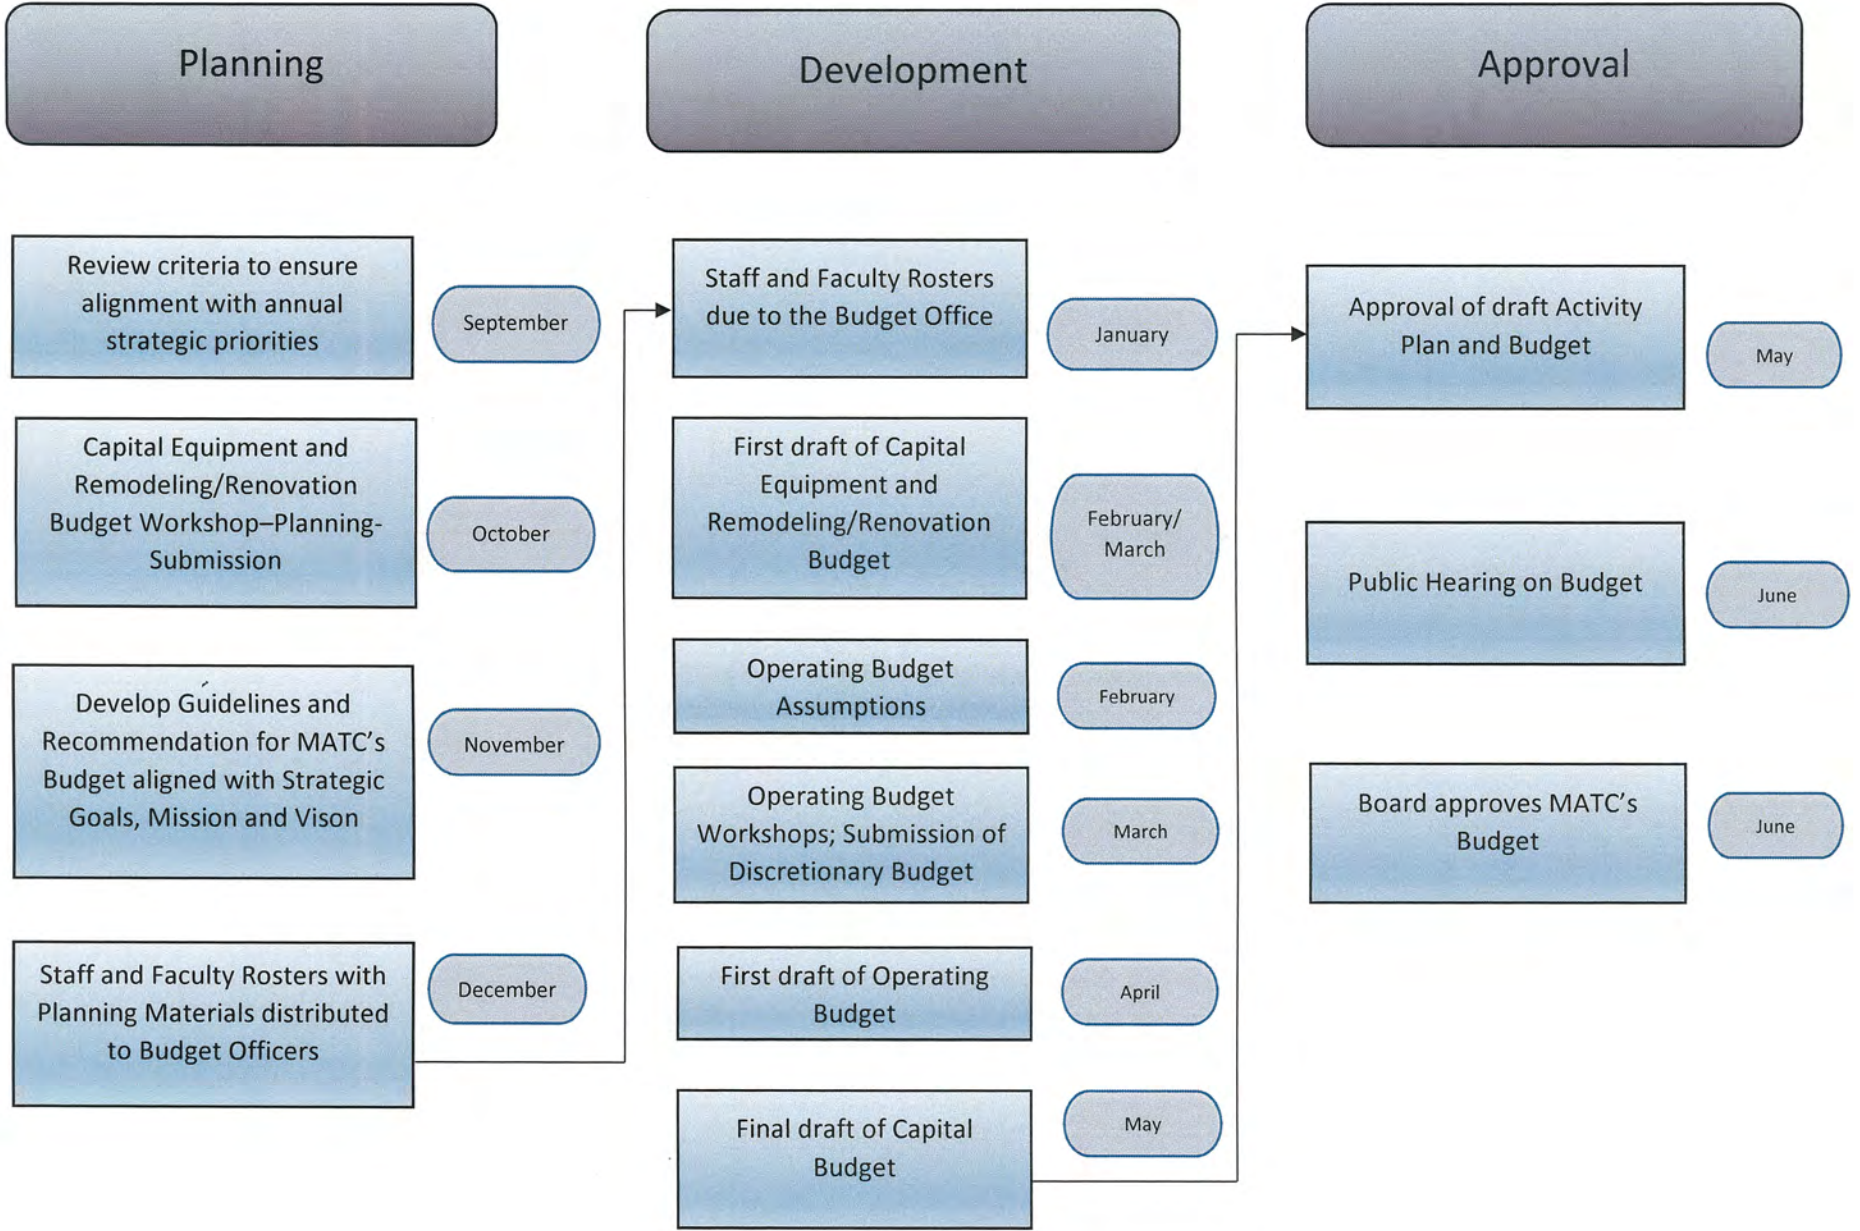 Planning
Review criteria to ensure
alignment with annual
strategic priorities
September
Capital Equipment and
Remodeling/Renovation
Budget Workshop–Planning-
Submission
October
Develop Guidelines and
Recommendation for MATC’s
Budget aligned with Strategic
Goals, Mission and Vison
November
Staff and Faculty Rosters with
Planning Materials distributed
to Budget Officers
December
Development
Staff and Faculty Rosters
due to the Budget Office
January
First draft of Capital
Equipment and
Remodeling/Renovation
Budget
February/
March
Operating Budget
Assumptions
February
Operating Budget
Workshops; Submission of
Discretionary Budget
March
First draft of Operating
Budget
April
Final draft of Capital
Budget
May
Approval
Approval of draft Activity
Plan and Budget
May
Public Hearing on Budget
June
Board approves MATC’s
Budget
June